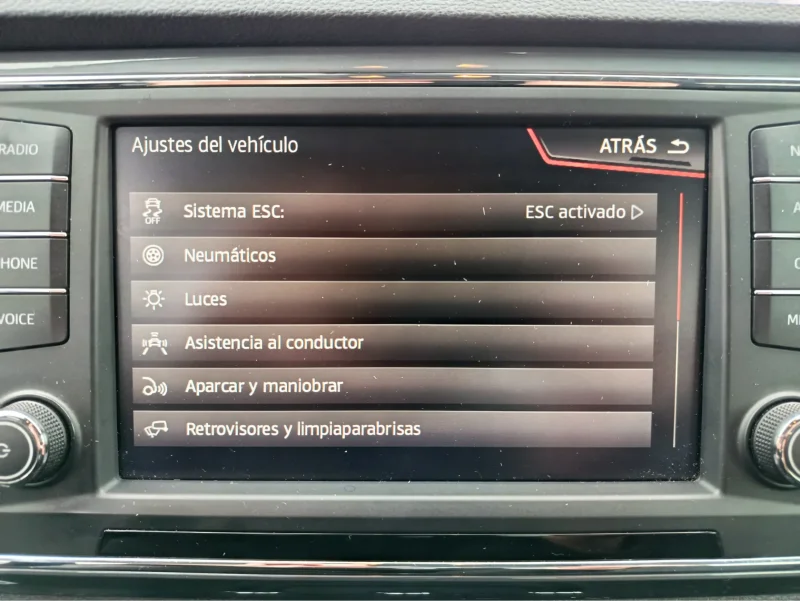 Ajustes del vehículo
ATRÁS
Sistema ESC:
ESC activado
OFF
Neumáticos
Luces
Asistencia al conductor
Aparcar y maniobrar
Retrovisores y limpiaparabrisas
RADIO
MEDIA
PHONE
VOICE